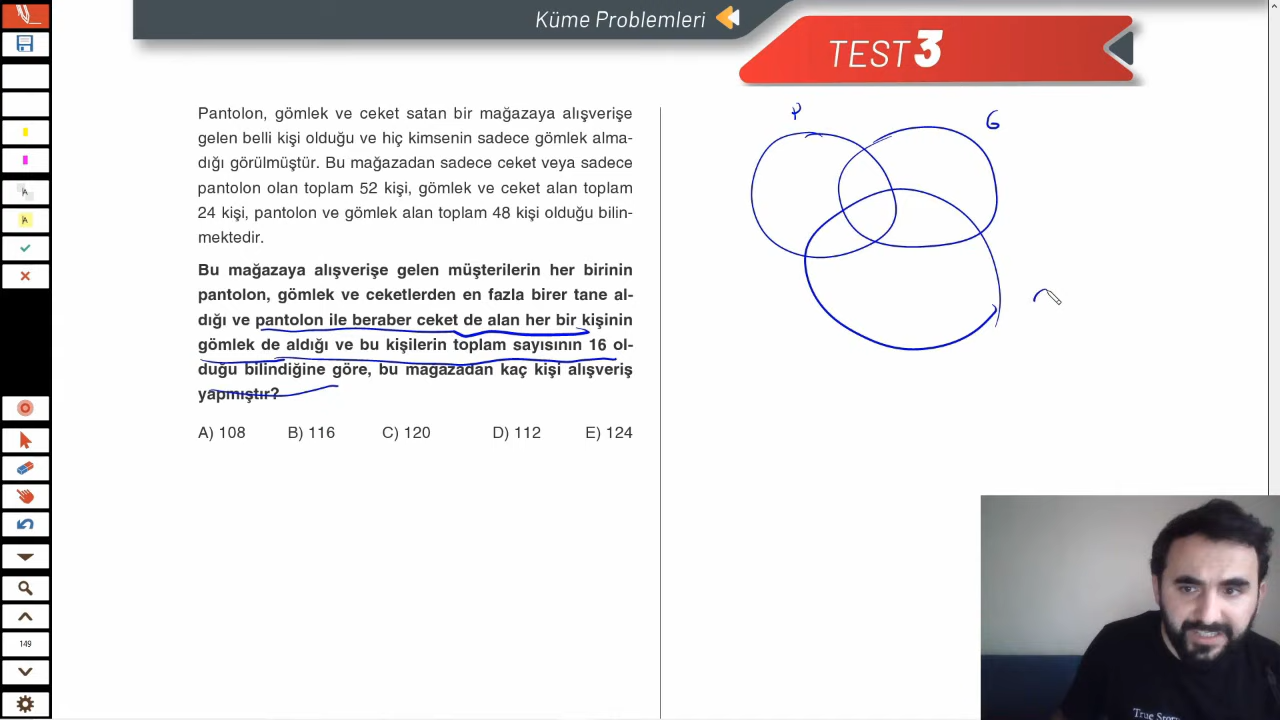 Küme Problemleri
TEST 3
Pantolon, gömlek ve ceket satan bir mağazaya alışverişe
gelen belli kişi olduğu ve hiç kimsenin sadece gömlek alma-
dığı görülmüştür. Bu mağazadan sadece ceket veya sadece
pantolon olan toplam 52 kişi, gömlek ve ceket alan toplam
24 kişi, pantolon ve gömlek alan toplam 48 kişi olduğu bilin-
mektedir.
Bu mağazaya alışverişe gelen müşterilerin her birinin
pantolon, gömlek ve ceketlerden en fazla birer tane al-
dığı ve pantolon ile beraber ceket de alan her bir kişinin
gömlek de aldığı ve bu kişilerin toplam sayısının 16 ol-
duğu bilindiğine göre, bu mağazadan kaç kişi alışveriş
yapmıştır?
A) 108 B) 116 C) 120 D) 112 E) 124
P
G
A
A
149
True Story